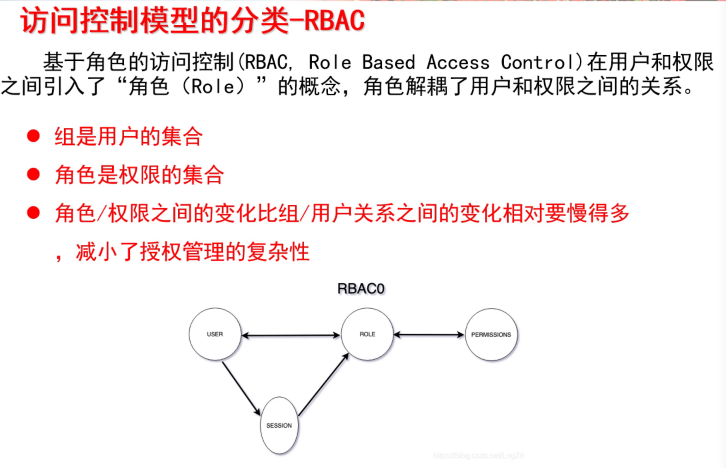 访问控制模型的分类-RBAC
基于角色的访问控制(RBAC, Role Based Access Control)在用户和权限
之间引入了“角色（Role）”的概念，角色解耦了用户和权限之间的关系。
组是用户的集合
角色是权限的集合
角色/权限之间的变化比组/用户关系之间的变化相对要慢得多
，减小了授权管理的复杂性
RBAC0
USER
ROLE
PERMISSIONS
SESSION